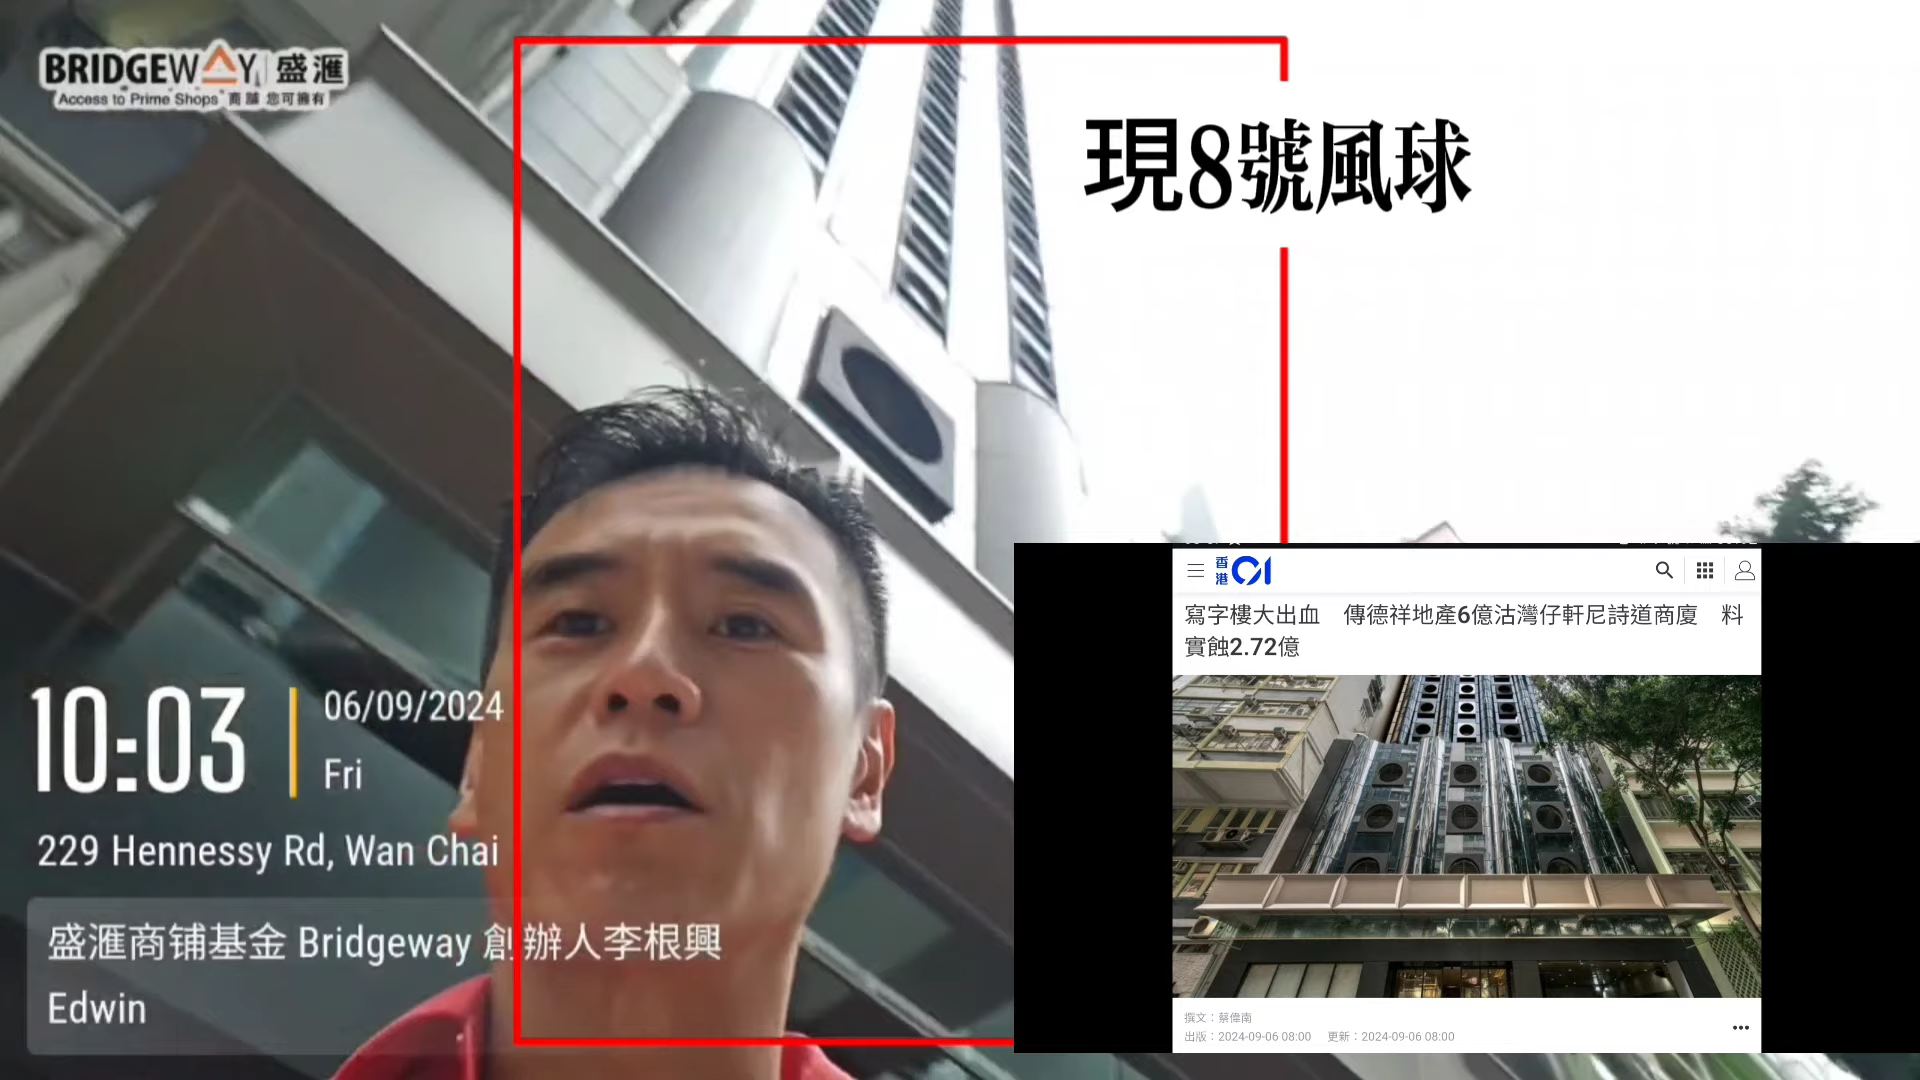 BRIDGEWAY 盛滙
Access to Prime Shops 商舖 您可擁有
現8號風球
香港01
寫字樓大出血 傳德祥地產6億沽灣仔軒尼詩道商廈 料
實蝕2.72億
10:03
06/09/2024
Fri
229 Hennessy Rd, Wan Chai
盛滙商铺基金 Bridgeway 創辦人李根興
Edwin
撰文：蔡偉南
出版：2024-09-06 08:00 更新：2024-09-06 08:00